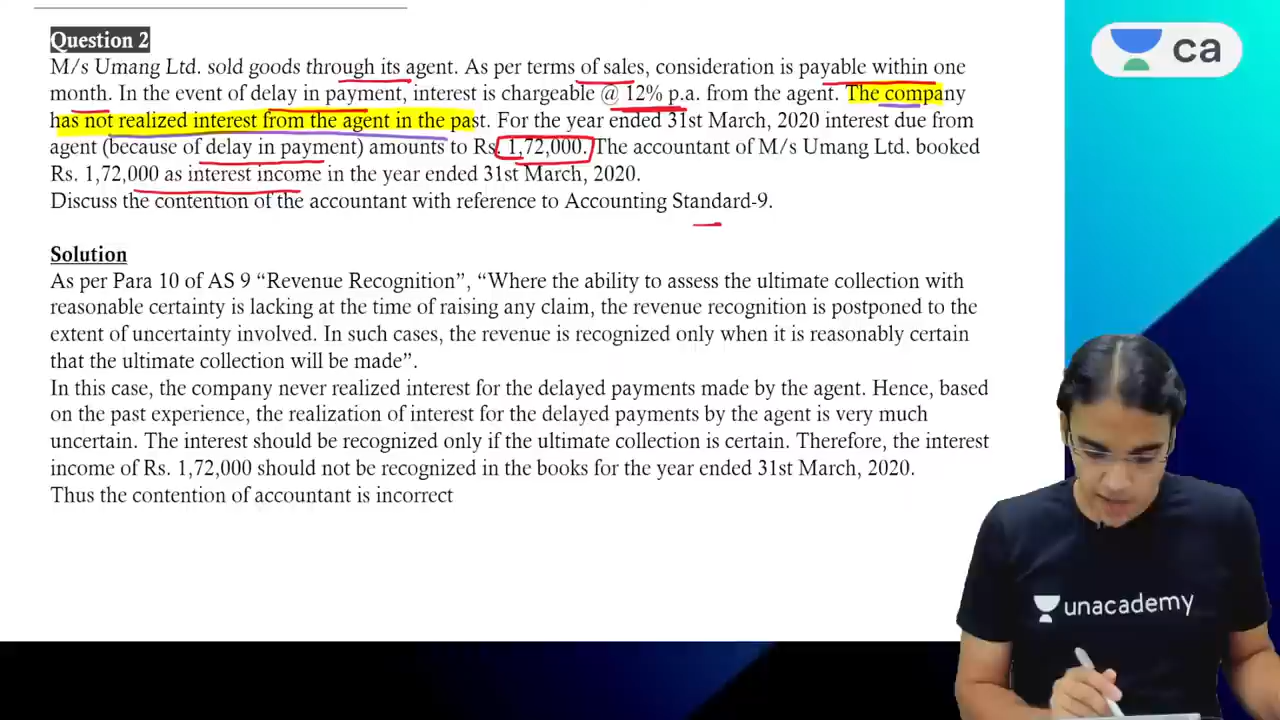 ca
Question 2
M/s Umang Ltd. sold goods through its agent. As per terms of sales, consideration is payable within one
month. In the event of delay in payment, interest is chargeable @ 12% p.a. from the agent. The company
has not realized interest from the agent in the past. For the year ended 31st March, 2020 interest due from
agent (because of delay in payment) amounts to Rs. 1,72,000. The accountant of M/s Umang Ltd. booked
Rs. 1,72,000 as interest income in the year ended 31st March, 2020.
Discuss the contention of the accountant with reference to Accounting Standard-9.
Solution
As per Para 10 of AS 9 “Revenue Recognition”, “Where the ability to assess the ultimate collection with
reasonable certainty is lacking at the time of raising any claim, the revenue recognition is postponed to the
extent of uncertainty involved. In such cases, the revenue is recognized only when it is reasonably certain
that the ultimate collection will be made”.
In this case, the company never realized interest for the delayed payments made by the agent. Hence, based
on the past experience, the realization of interest for the delayed payments by the agent is very much
uncertain. The interest should be recognized only if the ultimate collection is certain. Therefore, the interest
income of Rs. 1,72,000 should not be recognized in the books for the year ended 31st March, 2020.
Thus the contention of accountant is incorrect
unacademy